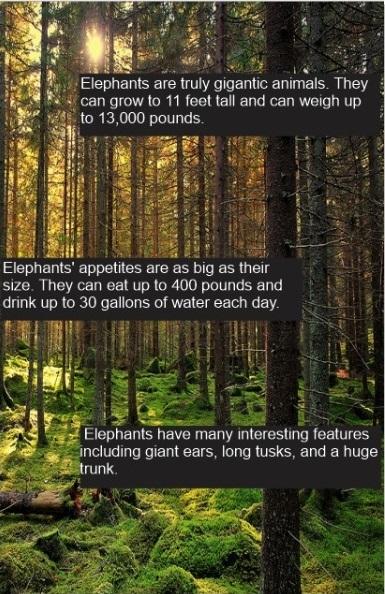 Elephants are truly gigantic animals. They
can grow to 11 feet tall and can weigh up
to 13,000 pounds.
Elephants' appetites are as big as their
size. They can eat up to 400 pounds and
drink up to 30 gallons of water each day.
Elephants have many interesting features
including giant ears, long tusks, and a huge
trunk.